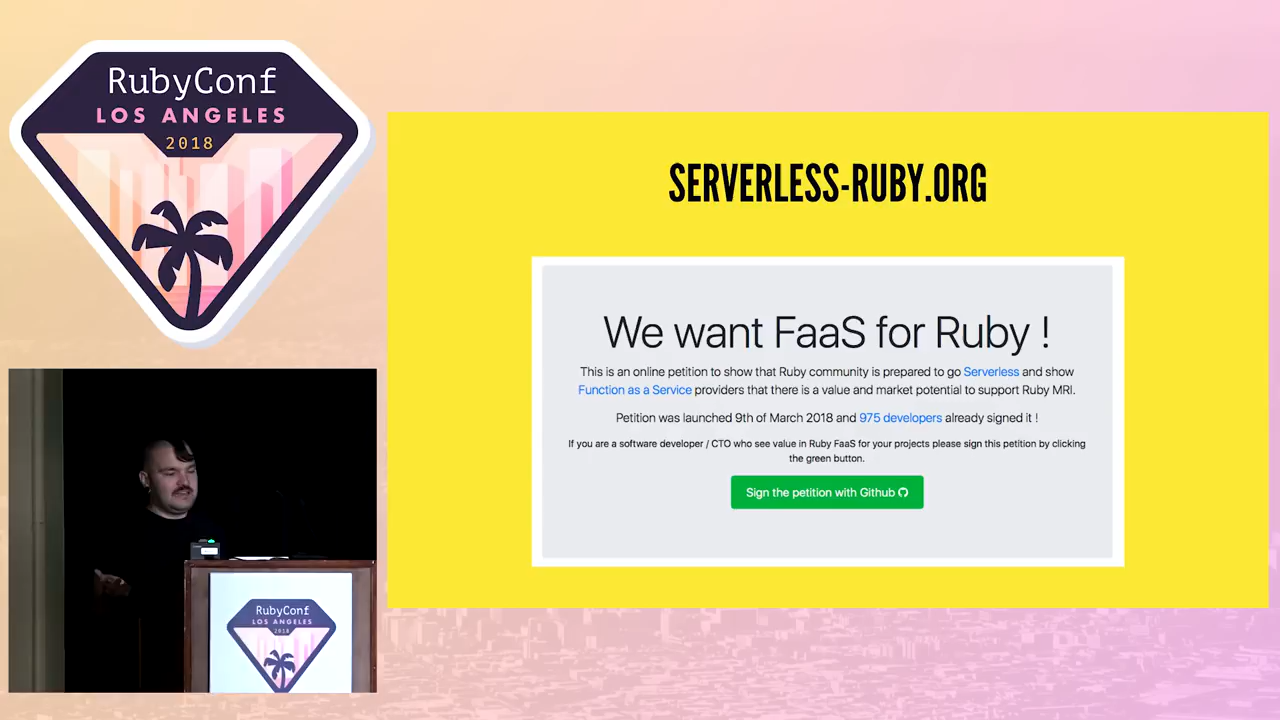 RubyConf
LOS ANGELES
2018
SERVERLESS-RUBY.ORG
We want FaaS for Ruby !
This is an online petition to show that Ruby community is prepared to go Serverless and show
Function as a Service providers that there is a value and market potential to support Ruby MRI.
Petition was launched 9th of March 2018 and 975 developers already signed it !
If you are a software developer / CTO who see value in Ruby FaaS for your projects please sign this petition by clicking
the green button.
Sign the petition with Github
RubyConf
LOS ANGELES
2018